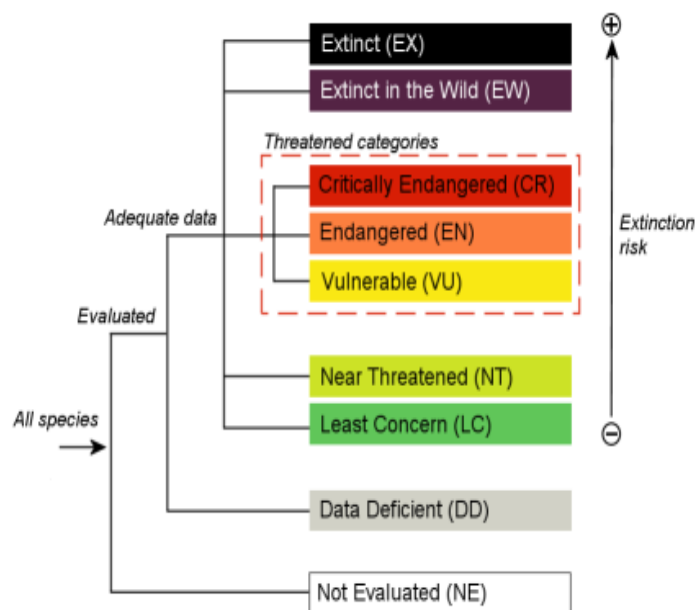 Extinct (EX)
Extinct in the Wild (EW)
Threatened categories
Critically Endangered (CR)
Adequate data
Endangered (EN)
Extinction
risk
Vulnerable (VU)
Evaluated
Near Threatened (NT)
All species
Least Concern (LC)
Data Deficient (DD)
Not Evaluated (NE)